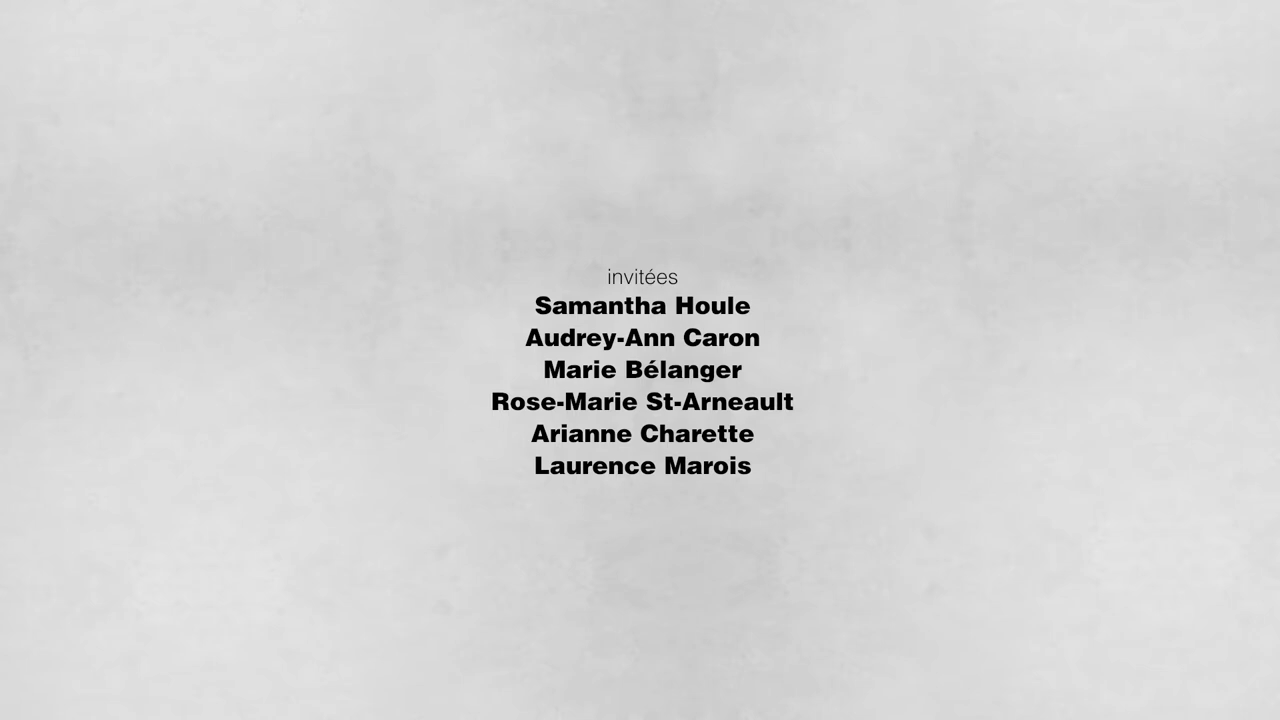 invitées
Samantha Houle
Audrey-Ann Caron
Marie Bélanger
Rose-Marie St-Arneault
Arianne Charette
Laurence Marois